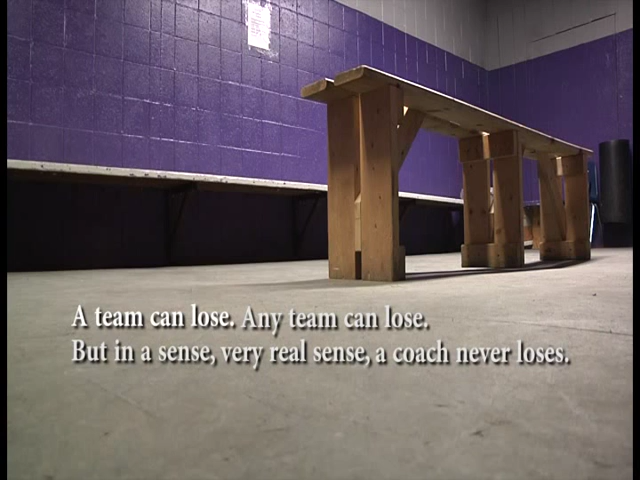 A team can lose. Any team can lose.
But in a sense, very real sense, a coach never loses.